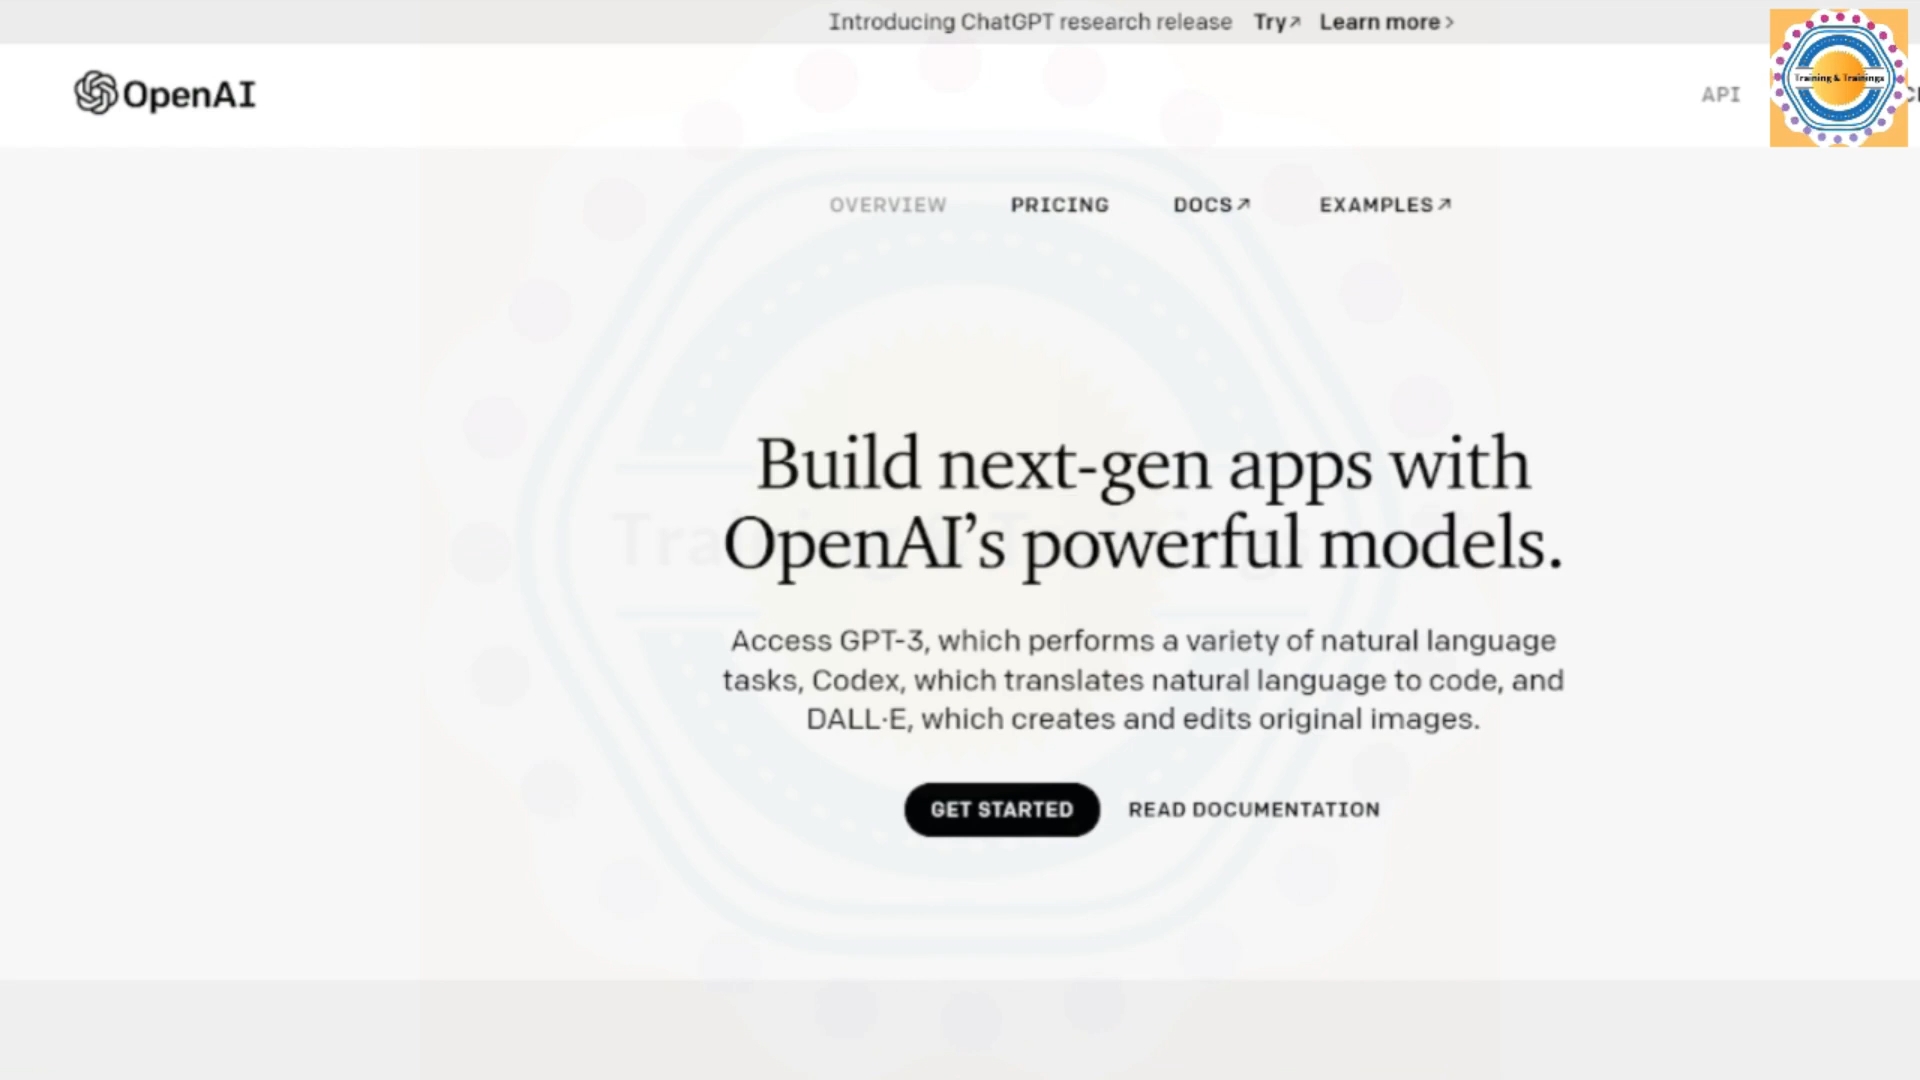 Introducing ChatGPT research release Try↗ Learn more >
OpenAI
API
Training & Trainings
OVERVIEW PRICING DOCS↗ EXAMPLES↗
Build next-gen apps with
OpenAI's powerful models.
Access GPT-3, which performs a variety of natural language
tasks, Codex, which translates natural language to code, and
DALL·E, which creates and edits original images.
GET STARTED READ DOCUMENTATION